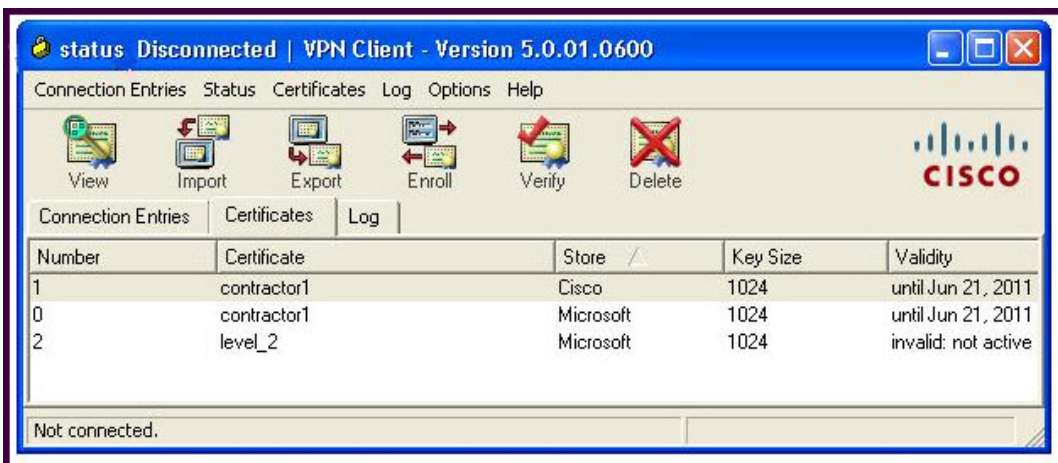 status Disconnected | VPN Client - Version 5.0.01.0600
Connection Entries Status Certificates Log Options Help
View Import Export Enroll Verify Delete
CISCO
Connection Entries Certificates Log
Number Certificate Store Key Size Validity
1 contractor1 Cisco 1024 until Jun 21, 2011
0 contractor1 Microsoft 1024 until Jun 21, 2011
2 level_2 Microsoft 1024 invalid: not active
Not connected.